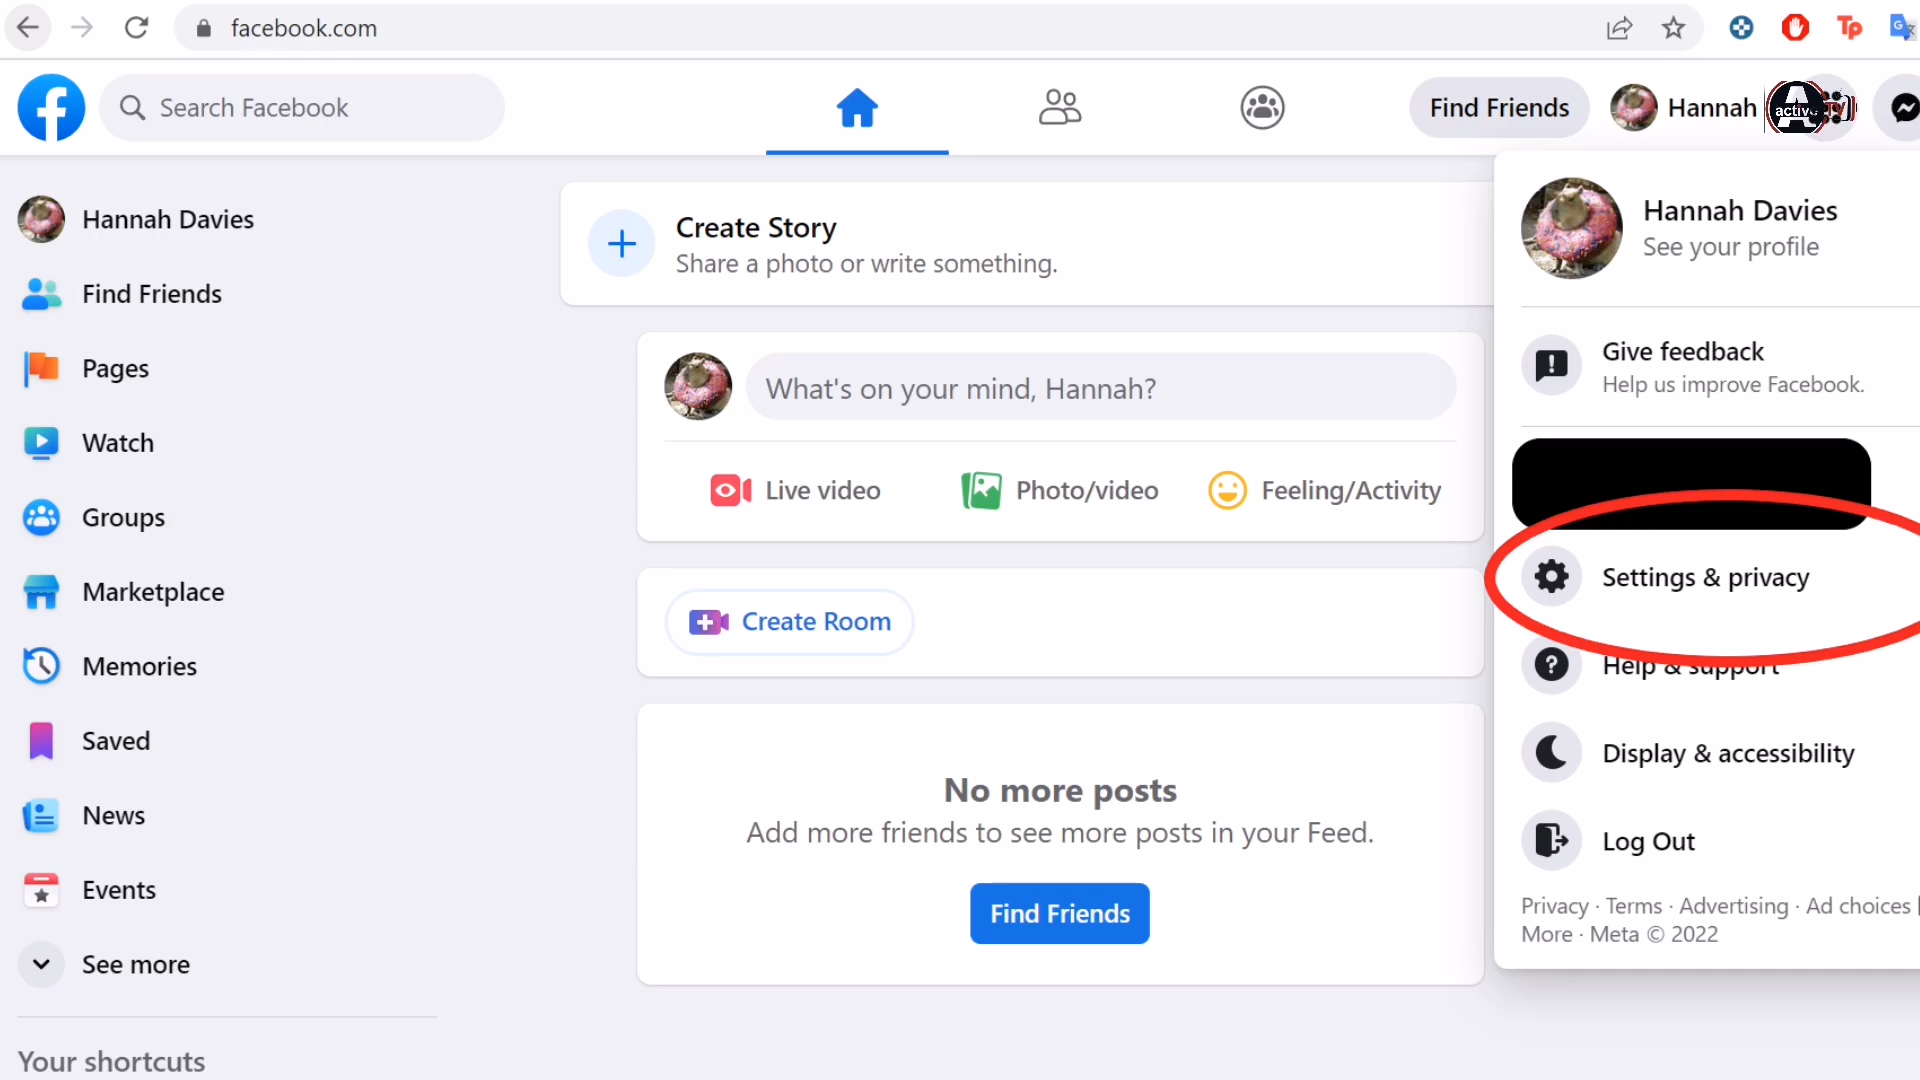 facebook.com
Tp
G
Search Facebook
Find Friends
Hannah
A
active TV
Hannah Davies
Find Friends
Pages
Watch
Groups
Marketplace
Memories
Saved
News
Events
See more
Your shortcuts
Create Story
Share a photo or write something.
What's on your mind, Hannah?
Live video
Photo/video
Feeling/Activity
Create Room
No more posts
Add more friends to see more posts in your Feed.
Find Friends
Hannah Davies
See your profile
Give feedback
Help us improve Facebook.
Settings & privacy
Help & support
Display & accessibility
Log Out
Privacy · Terms · Advertising · Ad choices
More · Meta © 2022